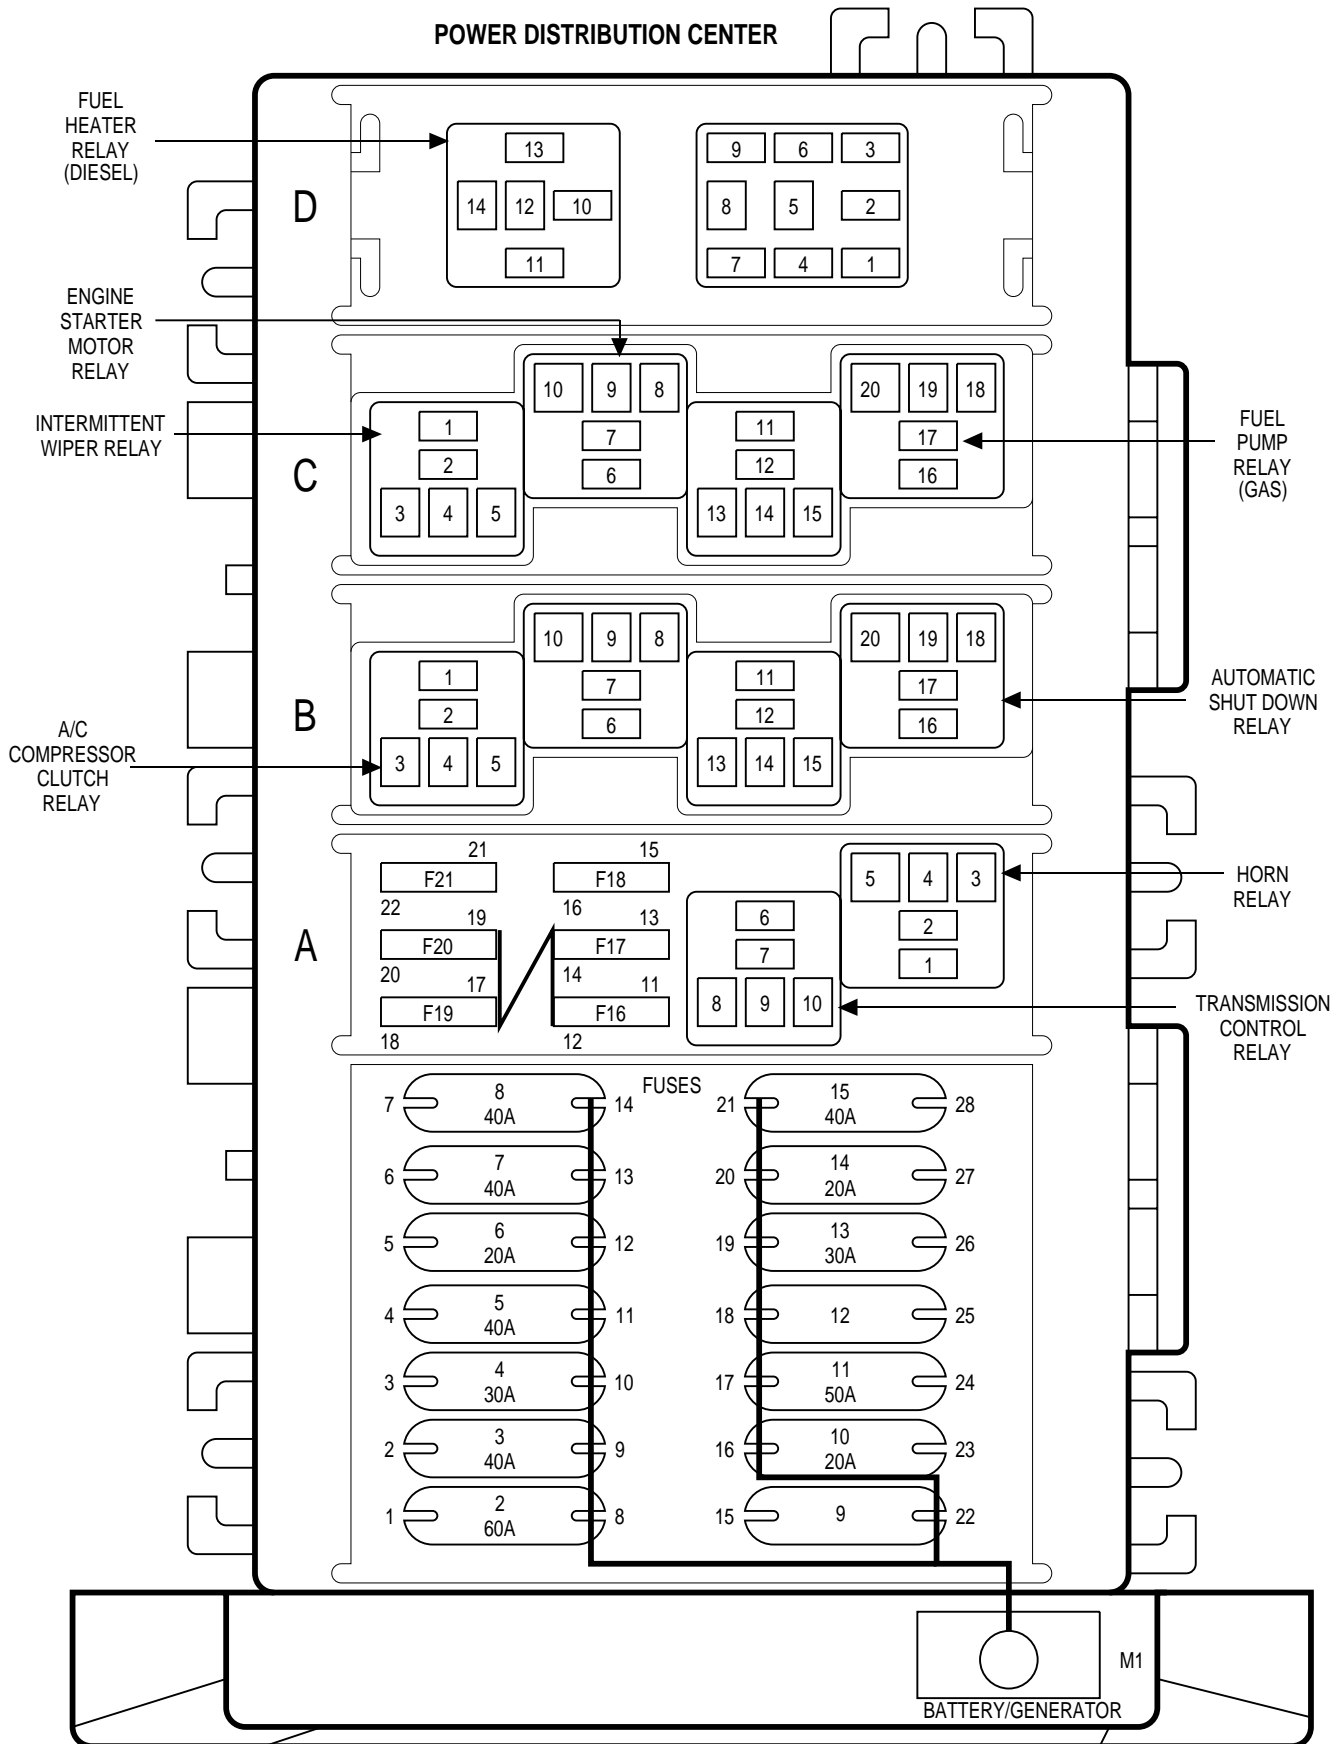 POWER DISTRIBUTION CENTER
FUEL
HEATER
RELAY
(DIESEL)
D
13
14 12 10
11
9 6 3
8 5 2
7 4 1
ENGINE
STARTER
MOTOR
RELAY
INTERMITTENT
WIPER RELAY
C
1
2
3 4 5
10 9 8
7
6
11
12
13 14 15
20 19 18
17
16
FUEL
PUMP
RELAY
(GAS)
A/C
COMPRESSOR
CLUTCH
RELAY
B
1
2
3 4 5
10 9 8
7
6
11
12
13 14 15
20 19 18
17
16
AUTOMATIC
SHUT DOWN
RELAY
A
21
F21
22
19
F20
20
17
F19
18
15
F18
16
13
F17
14
11
F16
12
6
7
8 9 10
5 4 3
2
1
HORN
RELAY
TRANSMISSION
CONTROL
RELAY
FUSES
7 8 14
40A
6 7 13
40A
5 6 12
20A
4 5 11
40A
3 4 10
30A
2 3 9
40A
1 2 8
60A
21 15 28
40A
20 14 27
20A
19 13 26
30A
18 12 25
17 11 24
50A
16 10 23
20A
15 9 22
M1
BATTERY/GENERATOR